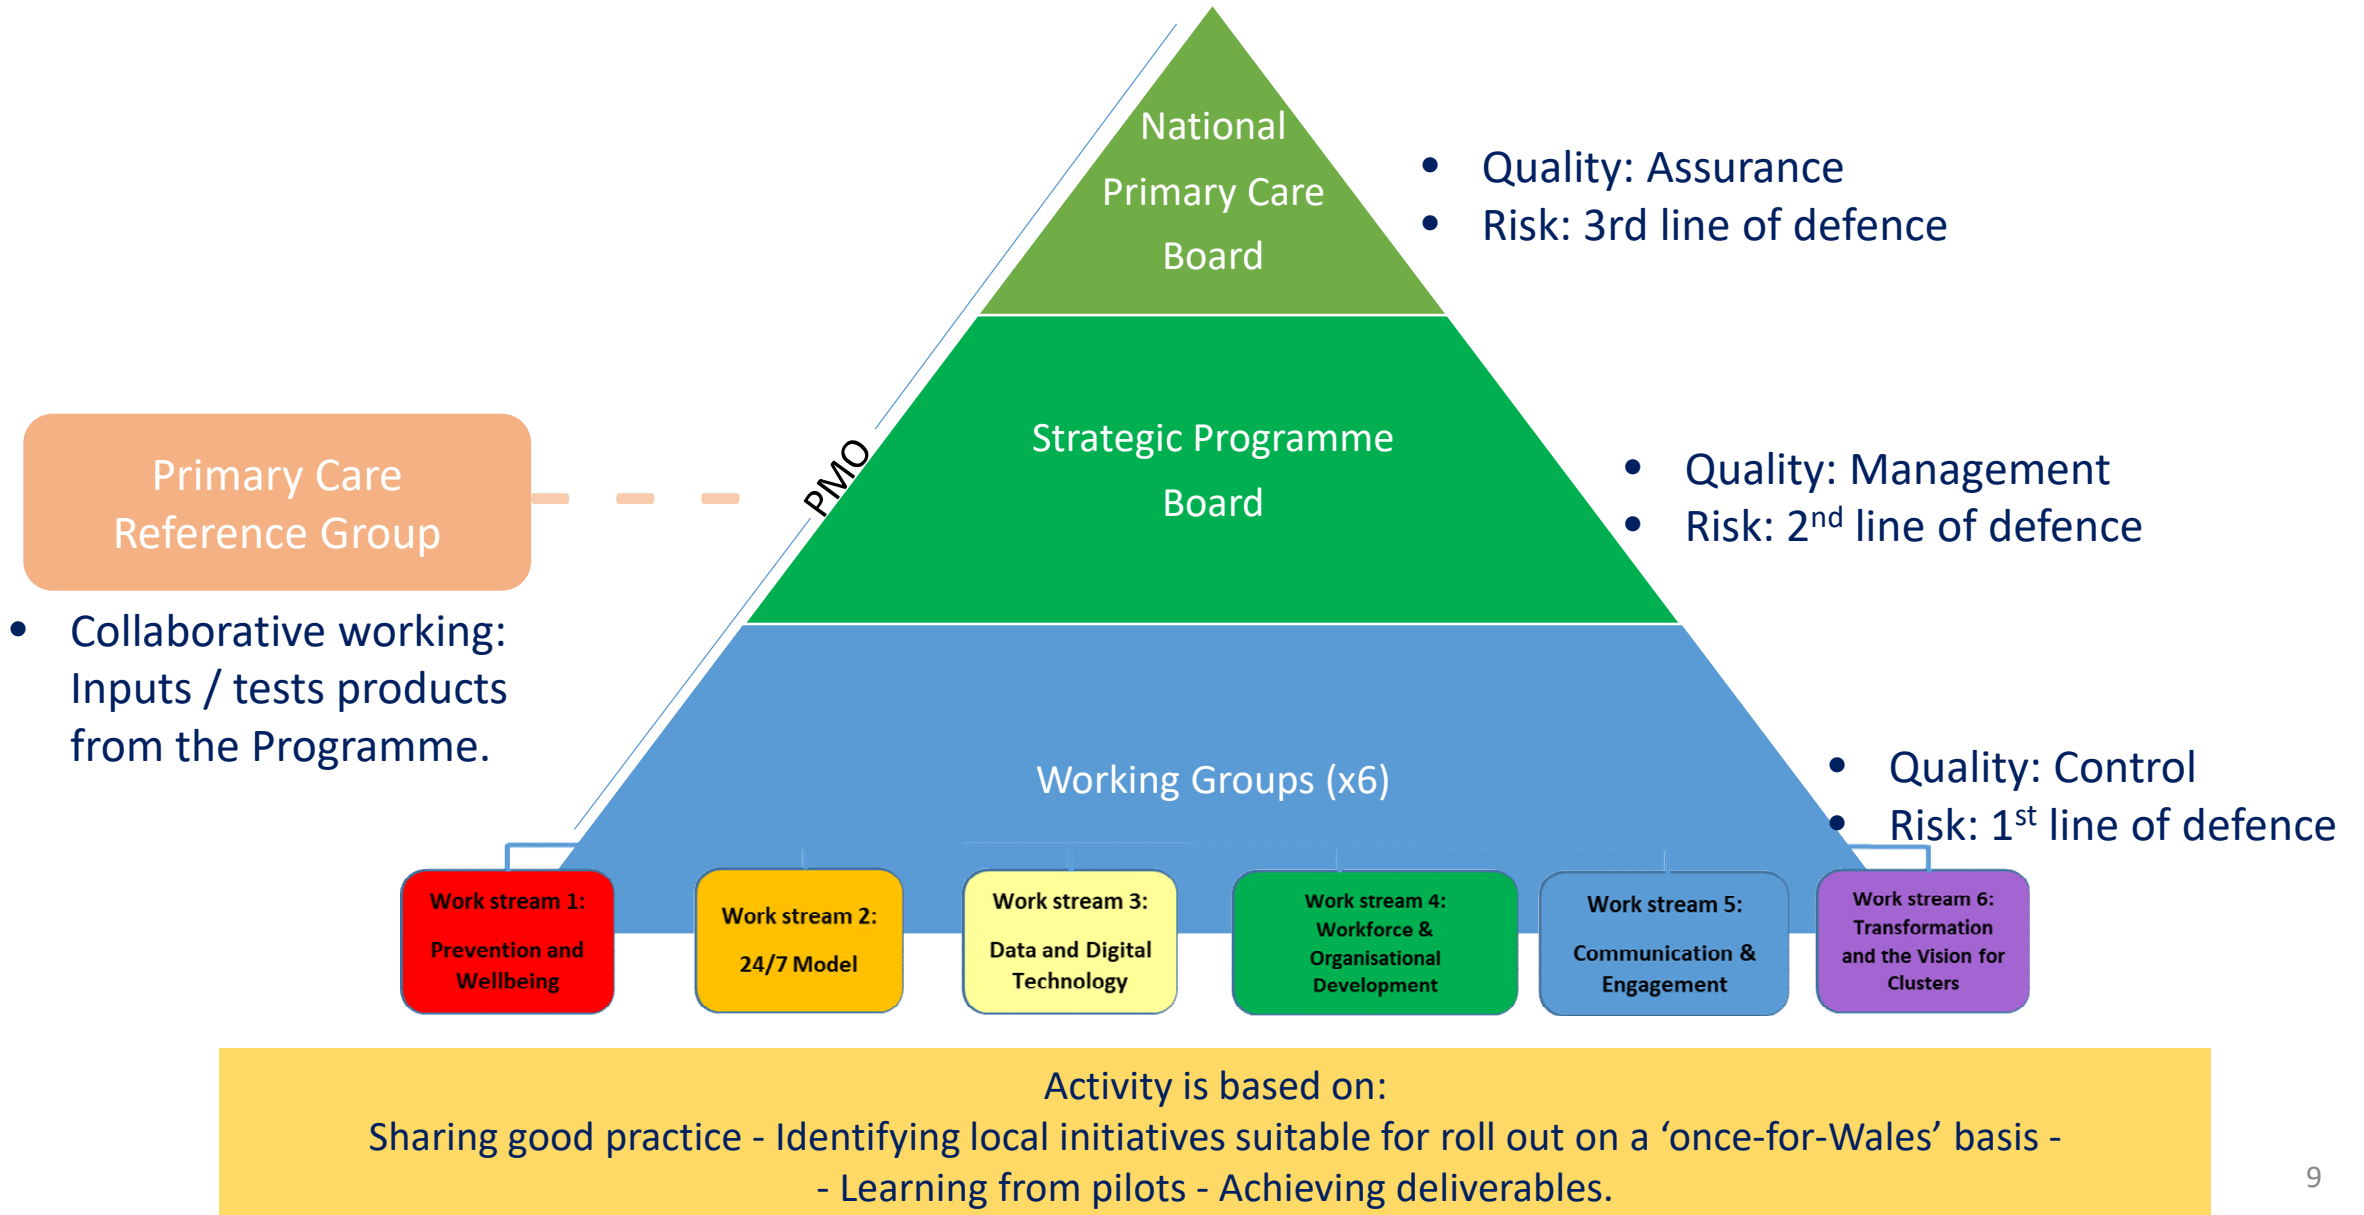 National
Primary Care
Board
• Quality: Assurance
• Risk: 3rd line of defence
Strategic Programme
Board
PMO
Primary Care
Reference Group
• Quality: Management
• Risk: 2nd line of defence
• Collaborative working:
Inputs / tests products
from the Programme.
Working Groups (x6)
• Quality: Control
• Risk: 1st line of defence
Work stream 1:
Prevention and
Wellbeing
Work stream 2:
24/7 Model
Work stream 3:
Data and Digital
Technology
Work stream 4:
Workforce &
Organisational
Development
Work stream 5:
Communication &
Engagement
Work stream 6:
Transformation
and the Vision for
Clusters
Activity is based on:
Sharing good practice - Identifying local initiatives suitable for roll out on a ‘once-for-Wales’ basis -
- Learning from pilots - Achieving deliverables.
9